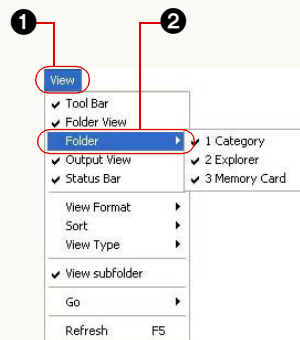 1 2
View
Tool Bar
Folder View
Folder 1 Category
Output View 2 Explorer
Status Bar 3 Memory Card
View Format
Sort
View Type
View subfolder
Go
Refresh F5